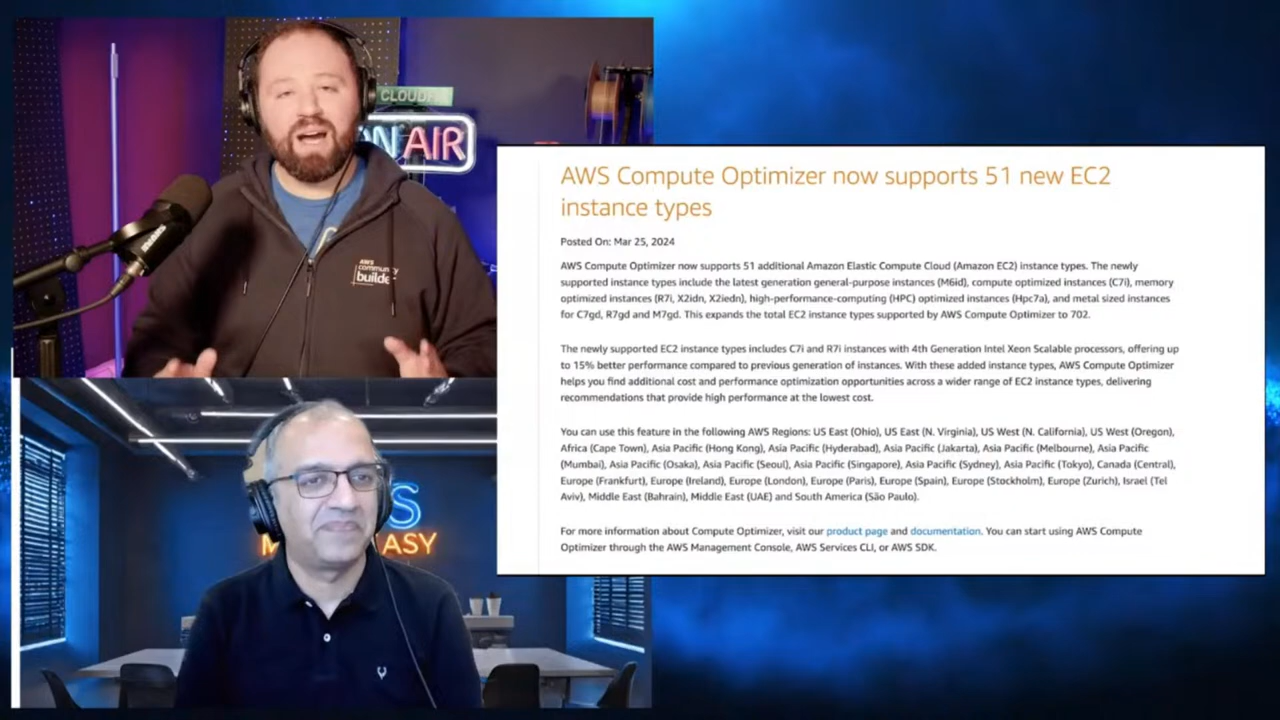 CLOUD
ON AIR
SHURE
AWS
community
builder
AWS Compute Optimizer now supports 51 new EC2
instance types
Posted On: Mar 25, 2024
AWS Compute Optimizer now supports 51 additional Amazon Elastic Compute Cloud (Amazon EC2) instance types. The newly
supported instance types include the latest generation general-purpose instances (M6id), compute optimized instances (C7i), memory
optimized instances (R7i, X2idn, X2iedn), high-performance-computing (HPC) optimized instances (Hpc7a), and metal sized instances
for C7gd, R7gd and M7gd. This expands the total EC2 instance types supported by AWS Compute Optimizer to 702.
The newly supported EC2 instance types includes C7i and R7i instances with 4th Generation Intel Xeon Scalable processors, offering up
to 15% better performance compared to previous generation of instances. With these added instance types, AWS Compute Optimizer
helps you find additional cost and performance optimization opportunities across a wider range of EC2 instance types, delivering
recommendations that provide high performance at the lowest cost.
You can use this feature in the following AWS Regions: US East (Ohio), US East (N. Virginia), US West (N. California), US West (Oregon),
Africa (Cape Town), Asia Pacific (Hong Kong), Asia Pacific (Hyderabad), Asia Pacific (Jakarta), Asia Pacific (Melbourne), Asia Pacific
(Mumbai), Asia Pacific (Osaka), Asia Pacific (Seoul), Asia Pacific (Singapore), Asia Pacific (Sydney), Asia Pacific (Tokyo), Canada (Central),
Europe (Frankfurt), Europe (Ireland), Europe (London), Europe (Paris), Europe (Spain), Europe (Stockholm), Europe (Zurich), Israel (Tel
Aviv), Middle East (Bahrain), Middle East (UAE) and South America (São Paulo).
For more information about Compute Optimizer, visit our product page and documentation. You can start using AWS Compute
Optimizer through the AWS Management Console, AWS Services CLI, or AWS SDK.
S
M ASY